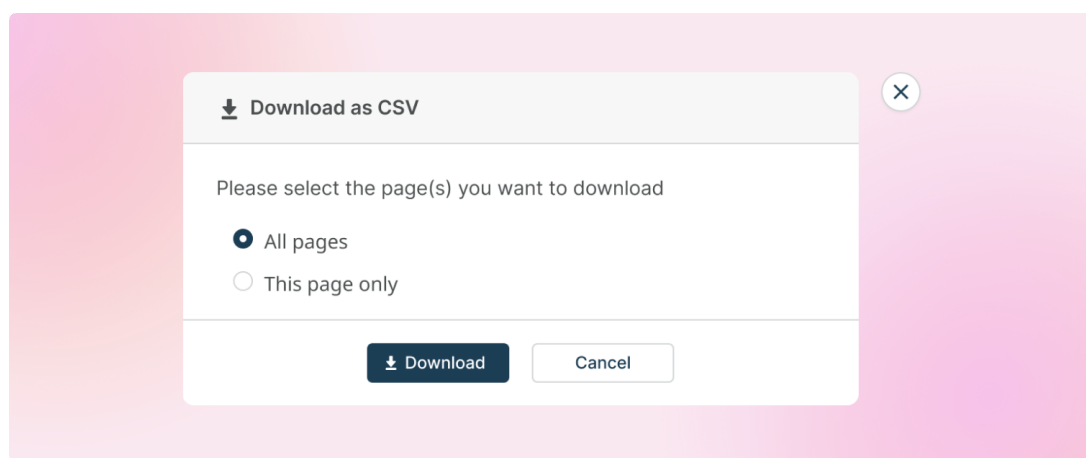 Download as CSV
Please select the page(s) you want to download
All pages
This page only
Download
Cancel